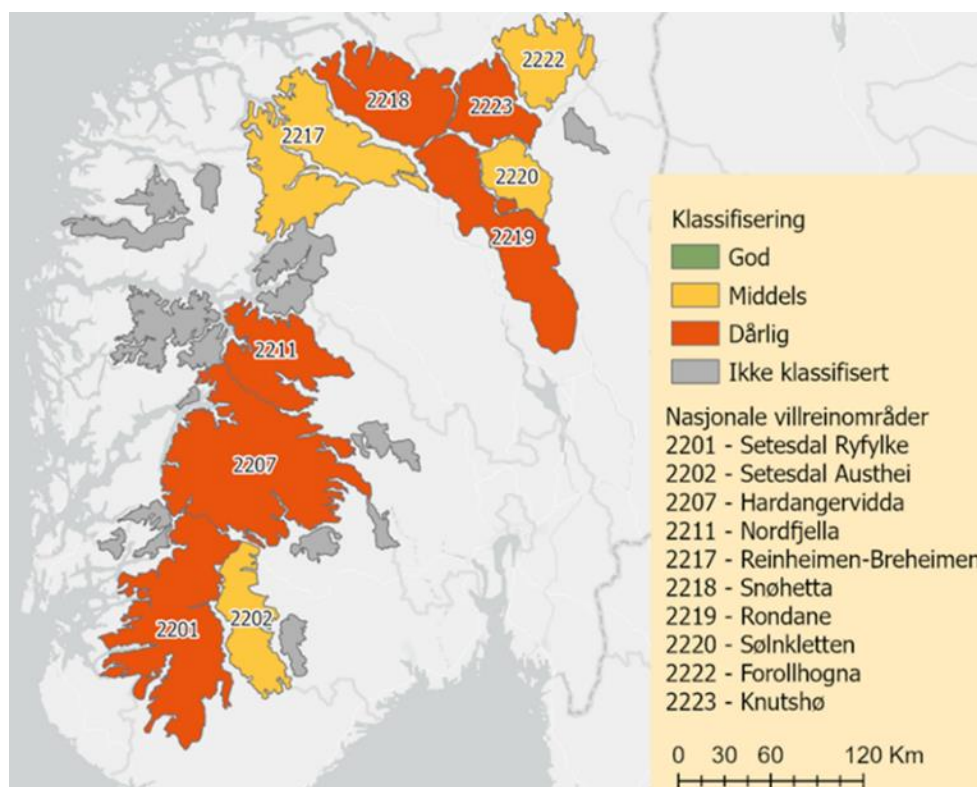 2222
2218
2223
2217
2220
2219
2211
2207
2202
2201
Klassifisering
God
Middels
Dårlig
Ikke klassifisert
Nasjonale villreinområder
2201 - Setesdal Ryfylke
2202 - Setesdal Austhei
2207 - Hardangervidda
2211 - Nordfjella
2217 - Reinheimen-Breheimen
2218 - Snøhetta
2219 - Rondane
2220 - Sølnkletten
2222 - Forollhogna
2223 - Knutshø
0 30 60 120 Km